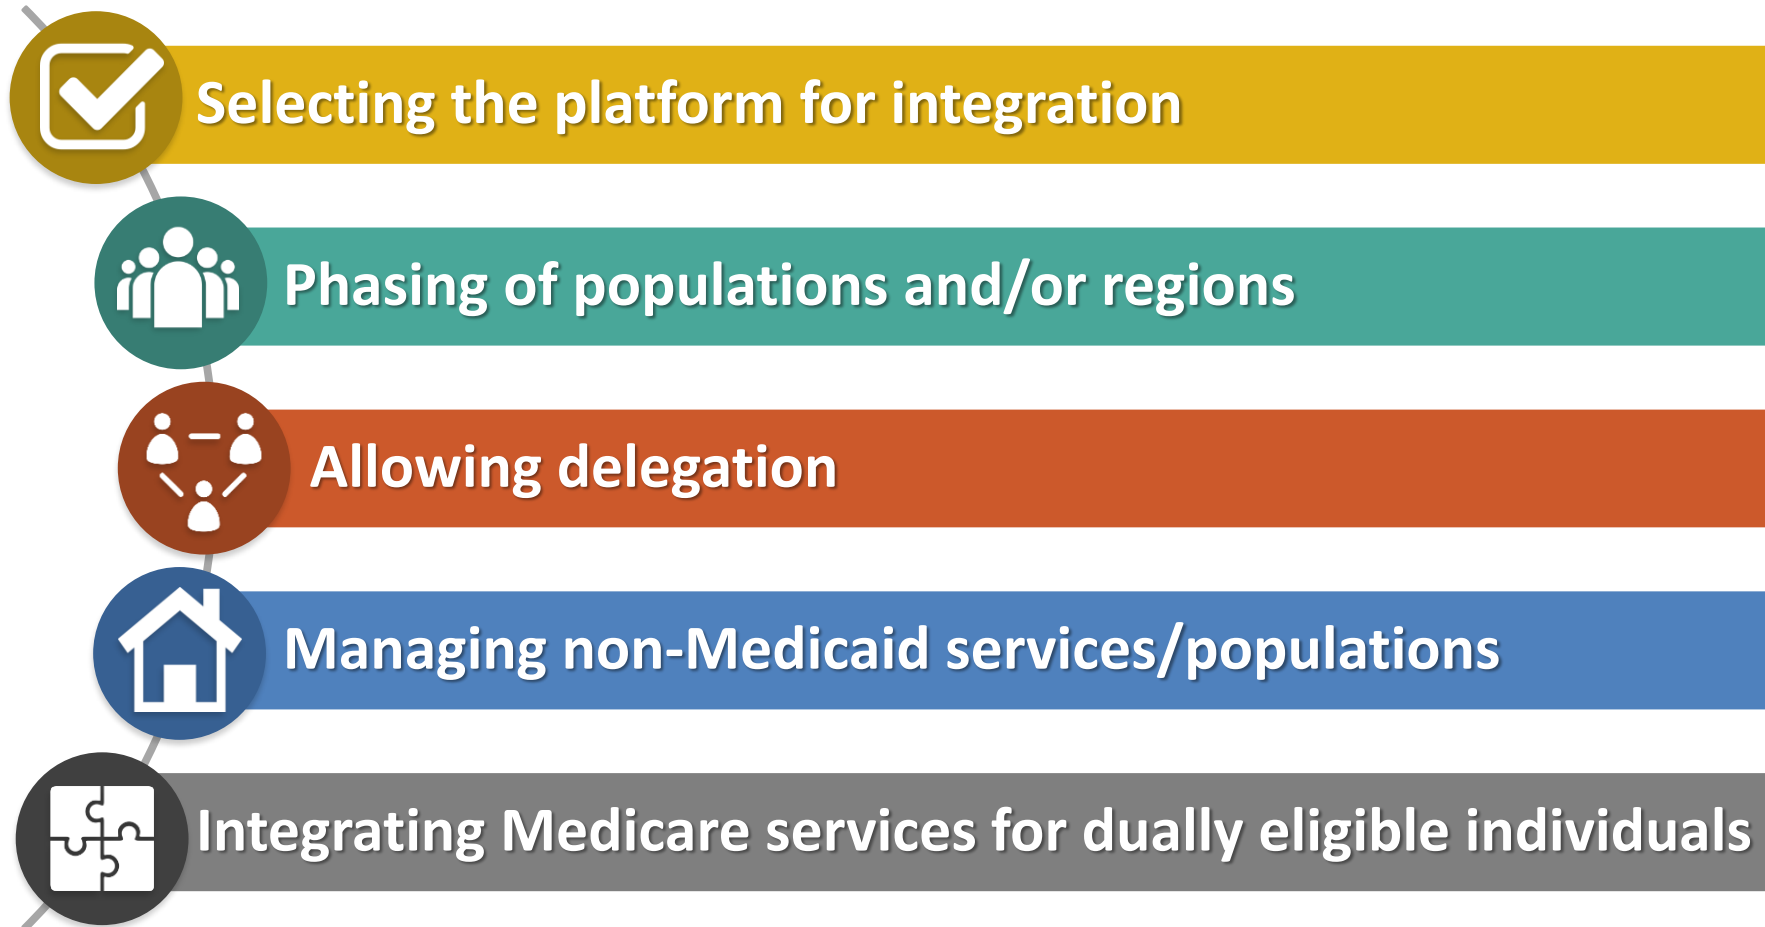 Selecting the platform for integration
Phasing of populations and/or regions
Allowing delegation
Managing non-Medicaid services/populations
Integrating Medicare services for dually eligible individuals